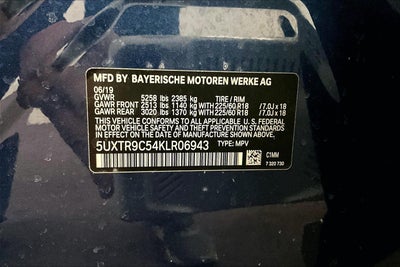 MFD BY BAYERISCHE MOTOREN WERKE AG
06/19
GVWR 5258 lbs 2385 kg TIRE / RIM
GAWR FRONT 2513 lbs 1140 kg WITH 225/60 R18 / 7.0J x 18
GAWR REAR 3020 lbs 1370 kg WITH 225/60 R18 / 7.0J x 18
THIS VEHICLE CONFORMS TO ALL APPLICABLE U.S. FEDERAL
MOTOR VEHICLE SAFETY, BUMPER, AND THEFT PREVENTION
STANDARDS IN EFFECT ON THE DATE OF MANUFACTURE SHOWN ABOVE.
5UXTR9C54KLR06943 TYPE: MPV
C1MM
7 322 730